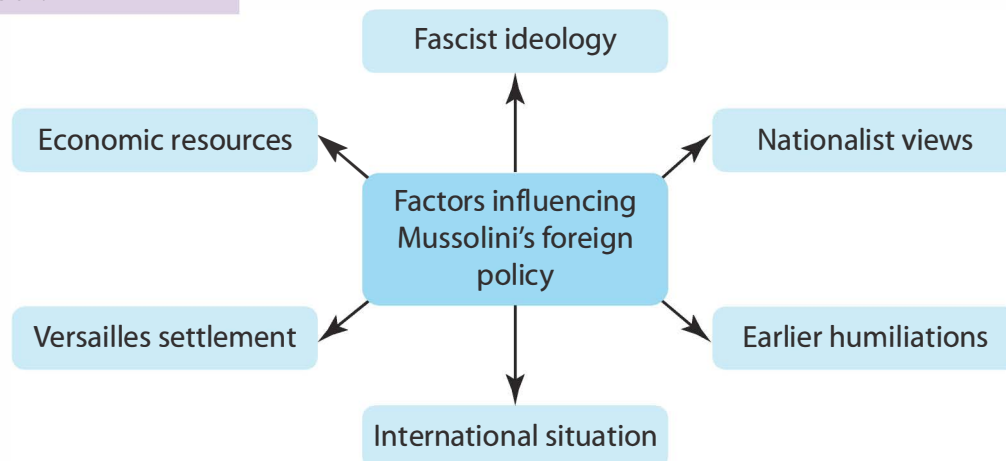 Fascist ideology
Economic resources
Nationalist views
Factors influencing
Mussolini's foreign
policy
Versailles settlement
Earlier humiliations
International situation